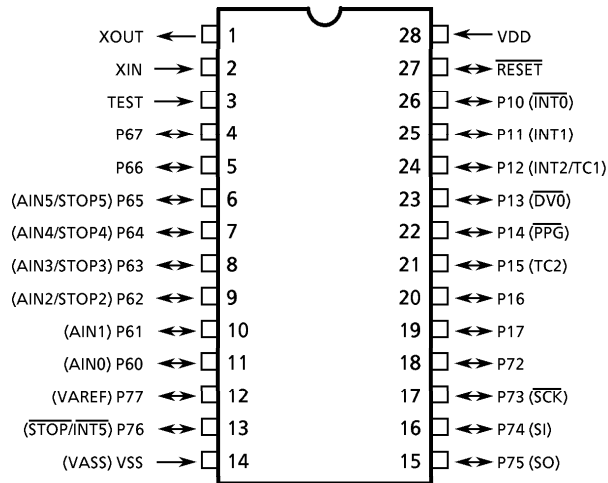 XOUT 1 28 VDD
XIN 2 27 RESET
TEST 3 26 P10 (INT0)
P67 4 25 P11 (INT1)
P66 5 24 P12 (INT2/TC1)
(AIN5/STOP5) P65 6 23 P13 (DV0)
(AIN4/STOP4) P64 7 22 P14 (PPG)
(AIN3/STOP3) P63 8 21 P15 (TC2)
(AIN2/STOP2) P62 9 20 P16
(AIN1) P61 10 19 P17
(AIN0) P60 11 18 P72
(VAREF) P77 12 17 P73 (SCK)
(STOP/INT5) P76 13 16 P74 (SI)
(VASS) VSS 14 15 P75 (SO)